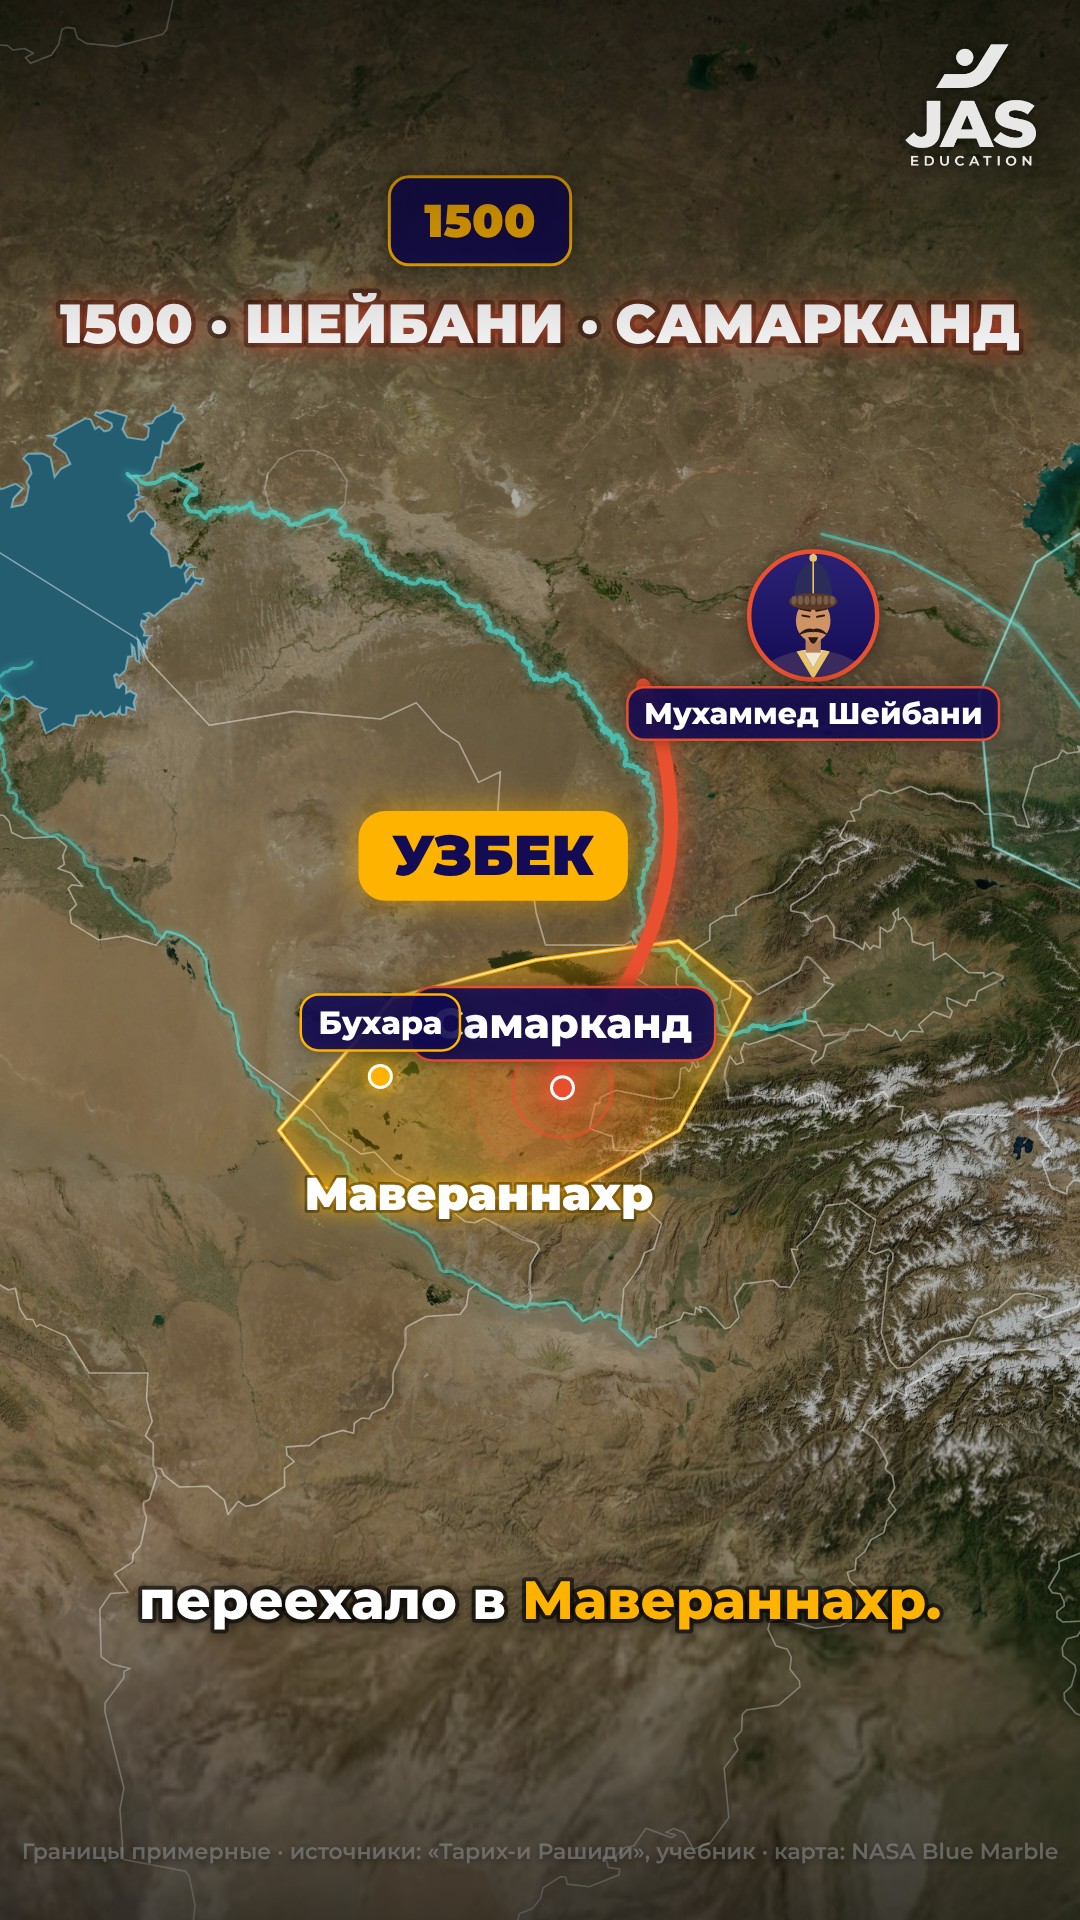 JAS
EDUCATION
1500
1500 • ШЕЙБАНИ • САМАРКАНД
Мухаммед Шейбани
УЗБЕК
Бухара
амарканд
Мавераннахр
переехало в Мавераннахр.
Границы примерные · источники: «Тарих-и Рашиди», учебник · карта: NASA Blue Marble